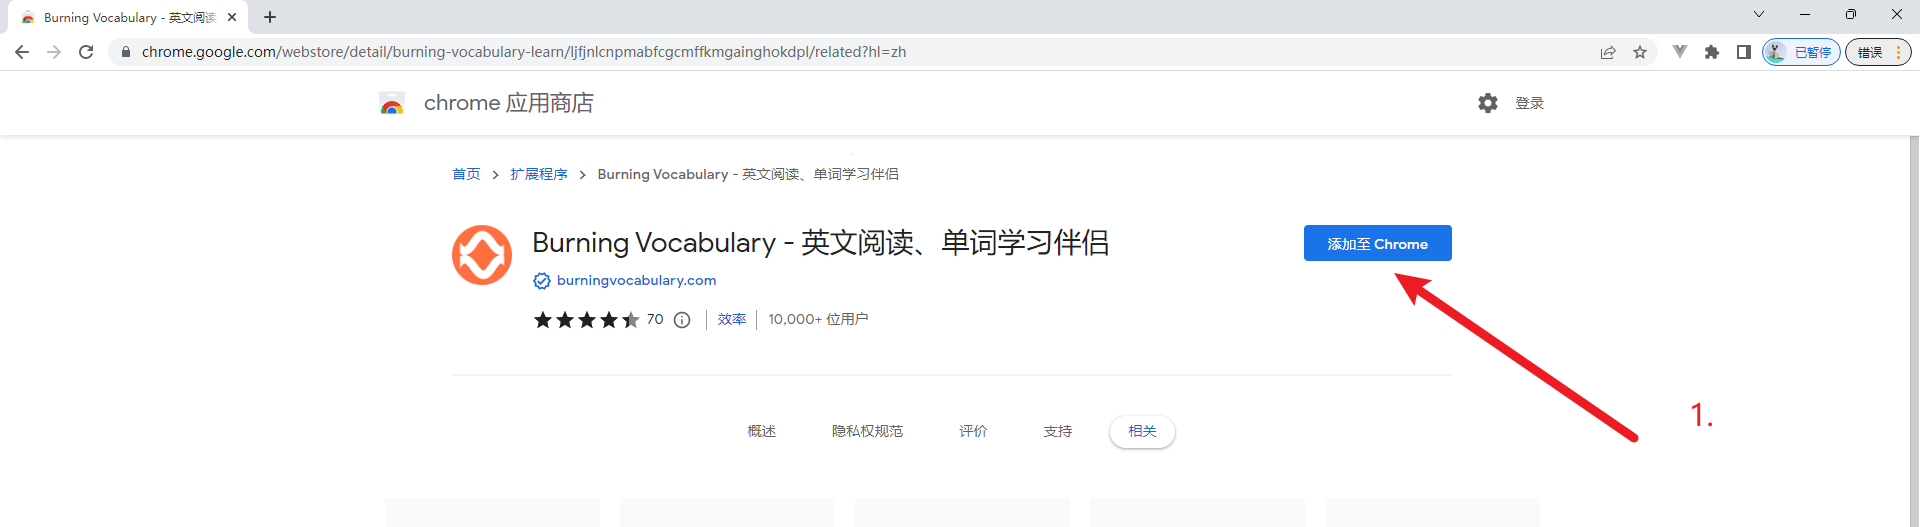 Burning Vocabulary - 英文阅读
chrome.google.com/webstore/detail/burning-vocabulary-learn/ljfjnlcnpmabfcgcmffkmgainghokdpl/related?hl=zh
已暂停
错误
chrome 应用商店
登录
首页 > 扩展程序 > Burning Vocabulary - 英文阅读、单词学习伴侣
Burning Vocabulary - 英文阅读、单词学习伴侣
添加至 Chrome
burningvocabulary.com
70 效率 10,000+ 位用户
1.
概述 隐私权规范 评价 支持 相关